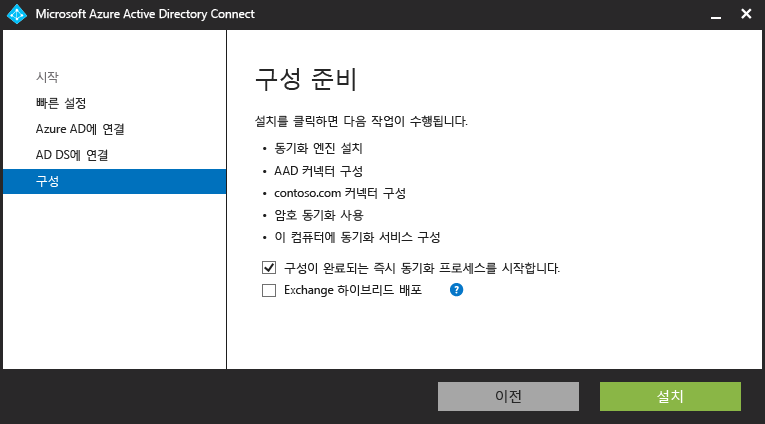 Microsoft Azure Active Directory Connect
시작
빠른 설정
Azure AD에 연결
AD DS에 연결
구성
구성 준비
설치를 클릭하면 다음 작업이 수행됩니다.
• 동기화 엔진 설치
• AAD 커넥터 구성
• contoso.com 커넥터 구성
• 암호 동기화 사용
• 이 컴퓨터에 동기화 서비스 구성
구성이 완료되는 즉시 동기화 프로세스를 시작합니다.
Exchange 하이브리드 배포 ?
이전
설치